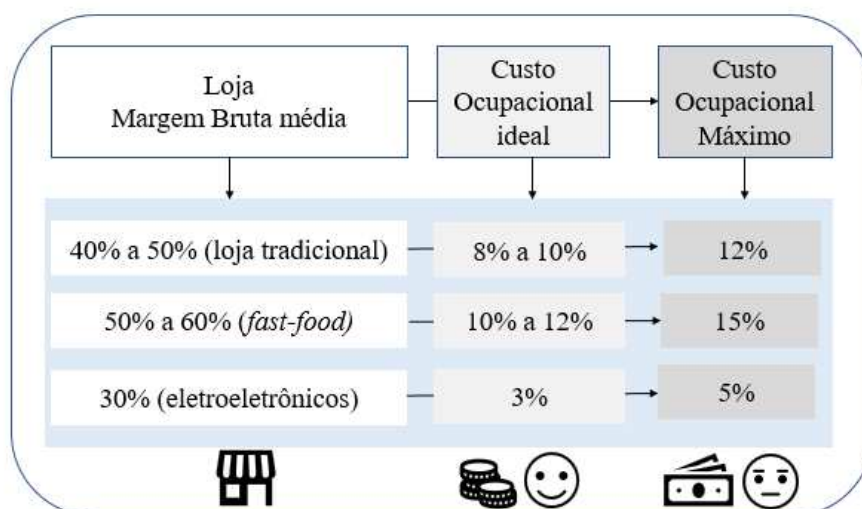 Loja
Margem Bruta média
Custo
Ocupacional
ideal
Custo
Ocupacional
Máximo
40% a 50% (loja tradicional)
8% a 10%
12%
50% a 60% (fast-food)
10% a 12%
15%
30% (eletroeletrônicos)
3%
5%